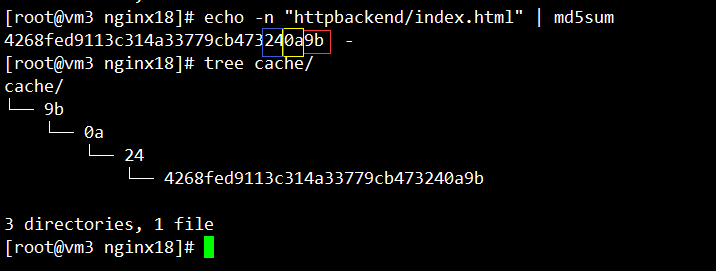 [root@vm3 nginx18]# echo -n "httpbackend/index.html" | md5sum
4268fed9113c314a33779cb473240a9b  -
[root@vm3 nginx18]# tree cache/
cache/
└── 9b
    └── 0a
        └── 24
            └── 4268fed9113c314a33779cb473240a9b

3 directories, 1 file
[root@vm3 nginx18]#